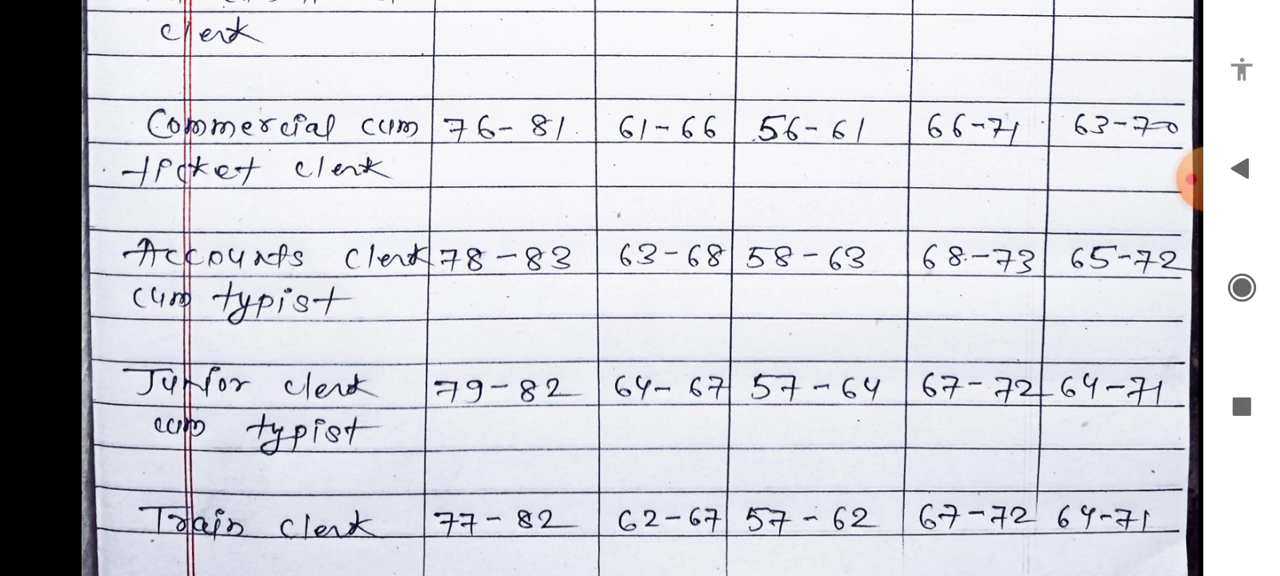 clerk
Commercial cum 76-81 61-66 56-61 66-71 63-70
ticket clerk
Accounts clerk 78-83 63-68 58-63 68-73 65-72
cum typist
Junior clerk 79-82 64-67 57-64 67-72 64-71
cum typist
Train clerk 77-82 62-67 57-62 67-72 64-71